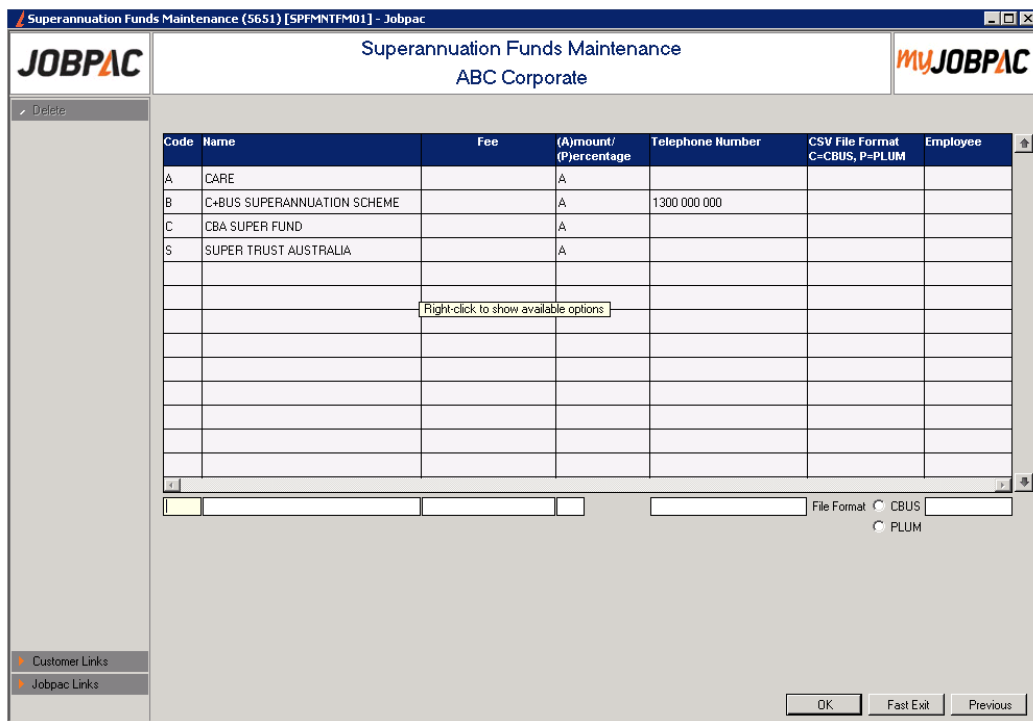 Superannuation Funds Maintenance (5651) [SPFMNTFM01] - Jobpac
JOBPAC
Superannuation Funds Maintenance
ABC Corporate
myJOBPAC
Delete
Code Name Fee (A)mount/ (P)ercentage Telephone Number CSV File Format C=CBUS, P=PLUM Employee
A CARE A
B C+BUS SUPERANNUATION SCHEME A 1300 000 000
C CBA SUPER FUND A
S SUPER TRUST AUSTRALIA A
Right-click to show available options
File Format CBUS
PLUM
Customer Links
Jobpac Links
OK Fast Exit Previous